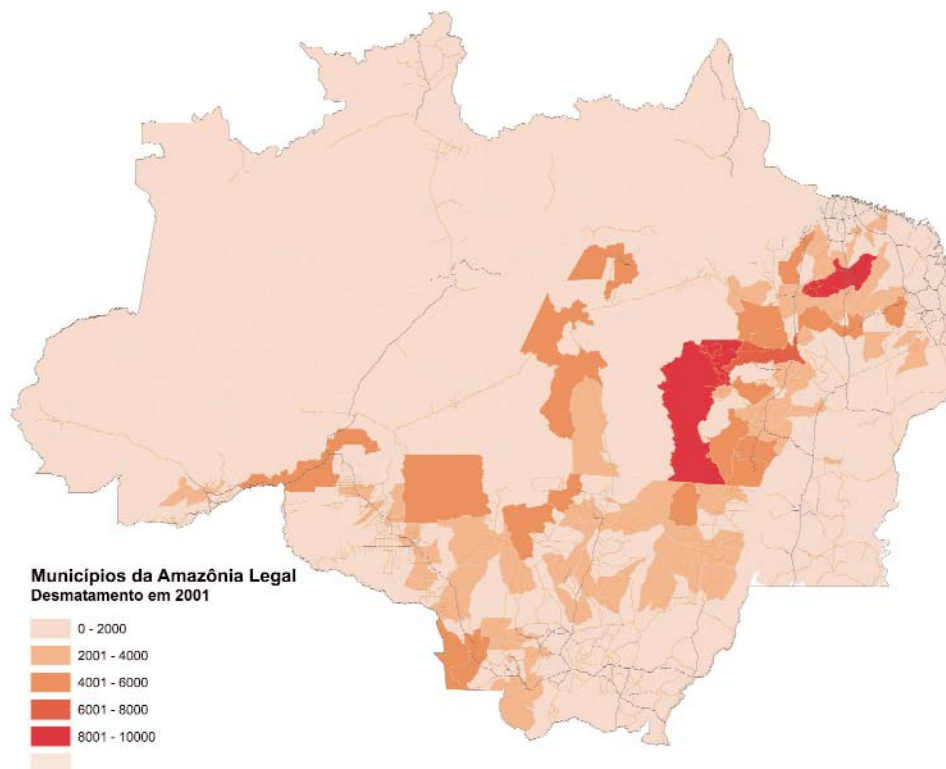 Municípios da Amazônia Legal
Desmatamento em 2001
0 - 2000
2001 - 4000
4001 - 6000
6001 - 8000
8001 - 10000